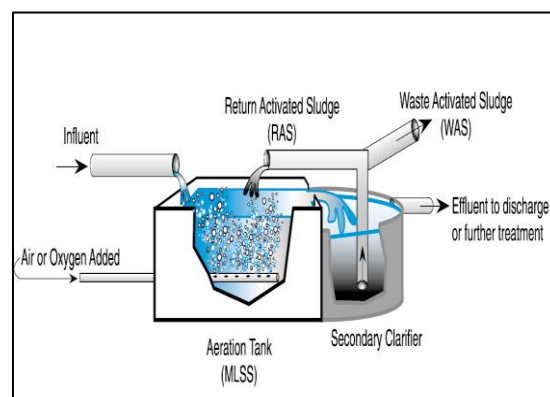 Return Activated Sludge
(RAS)
Waste Activated Sludge
(WAS)
Influent
Effluent to discharge
or further treatment
Air or Oxygen Added
Aeration Tank
(MLSS)
Secondary Clarifier